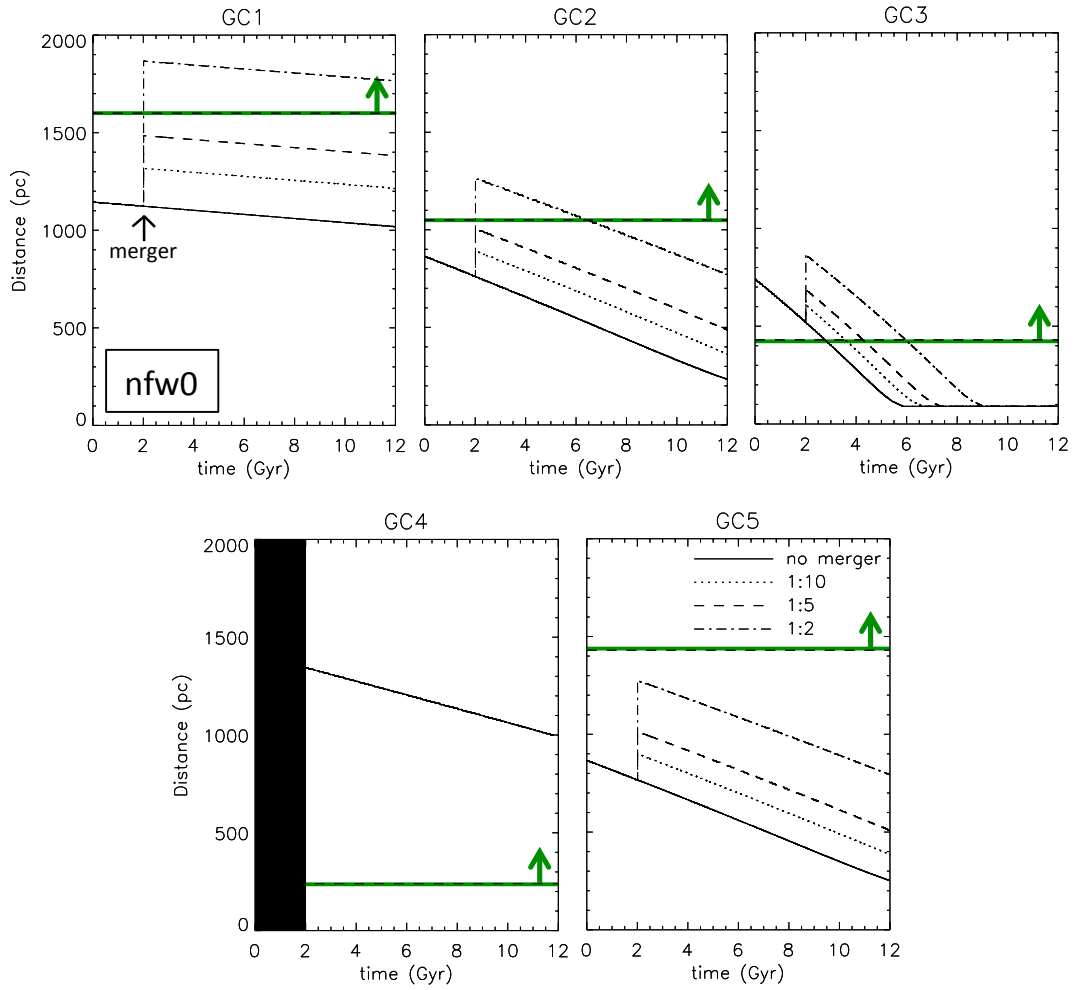 GC1 GC2 GC3
2000
1500
1000
500
0
Distance (pc)
merger
nfw0
0 2 4 6 8 10 12
time (Gyr)
0 2 4 6 8 10 12
time (Gyr)
0 2 4 6 8 10 12
time (Gyr)
GC4 GC5
2000
1500
1000
500
0
Distance (pc)
no merger
1:10
1:5
1:2
0 2 4 6 8 10 12
time (Gyr)
0 2 4 6 8 10 12
time (Gyr)